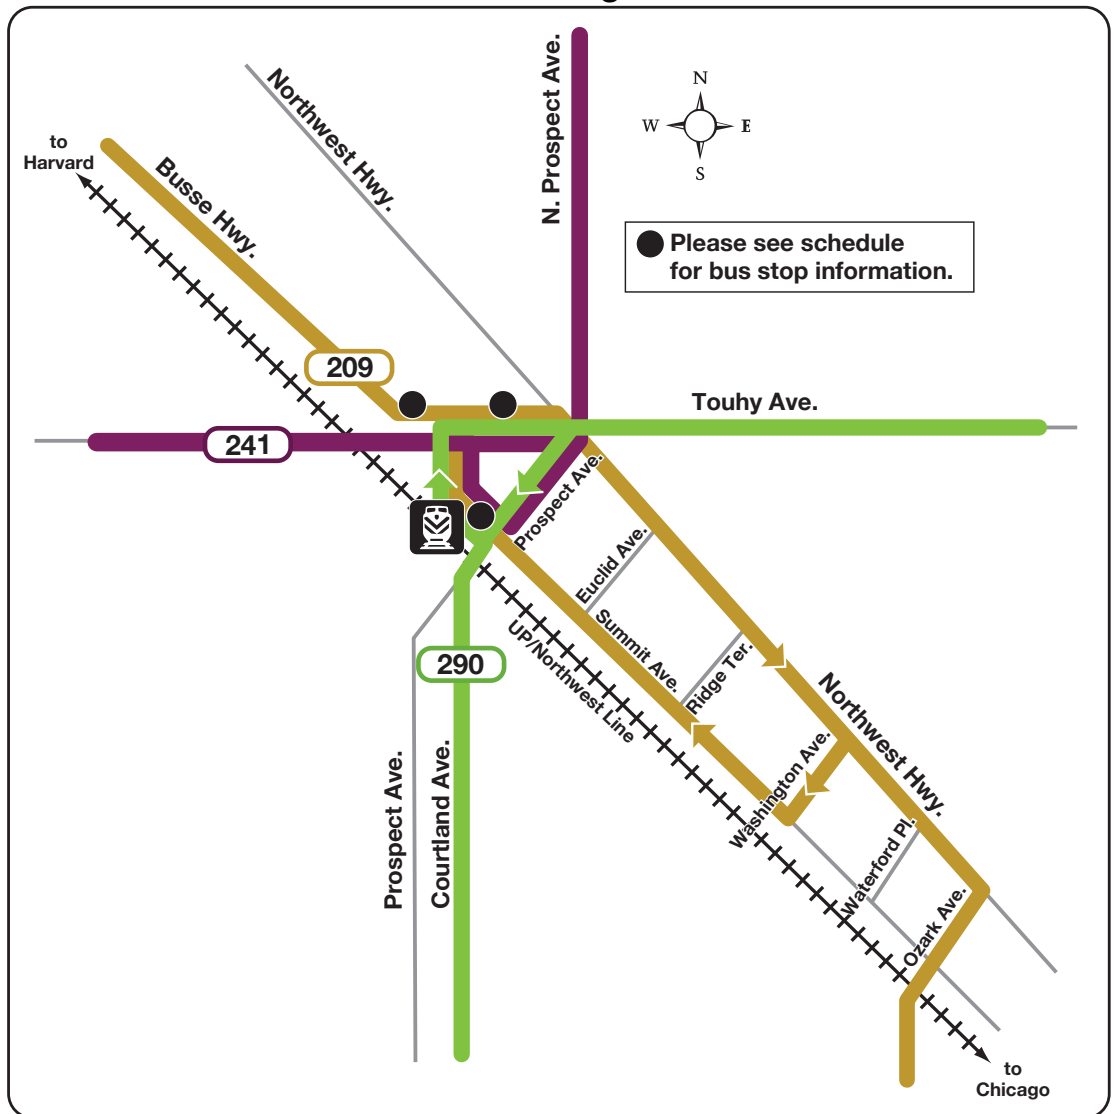 N. Prospect Ave.
Northwest Hwy.
N
W
E
S
to
Harvard
Busse Hwy.
Please see schedule
for bus stop information.
209
Touhy Ave.
241
Prospect Ave.
Euclid Ave.
Summit Ave.
Ridge Ter.
UP/Northwest Line
290
Northwest Hwy.
Washington Ave.
Prospect Ave.
Courtland Ave.
Waterford Pl.
Ozark Ave.
to
Chicago